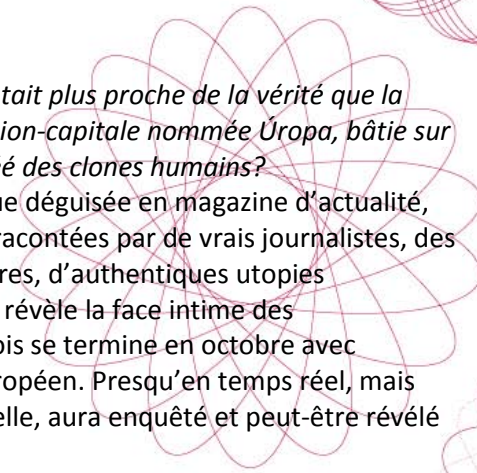 tait plus proche de la vérité que la
ion-capitale nommée Úropa, bâtie sur
é des clones humains?
ue déguisée en magazine d’actualité,
racontées par de vrais journalistes, des
res, d’authentiques utopies
révèle la face intime des
ois se termine en octobre avec
ropéen. Presqu’en temps réel, mais
elle, aura enquêté et peut-être révélé